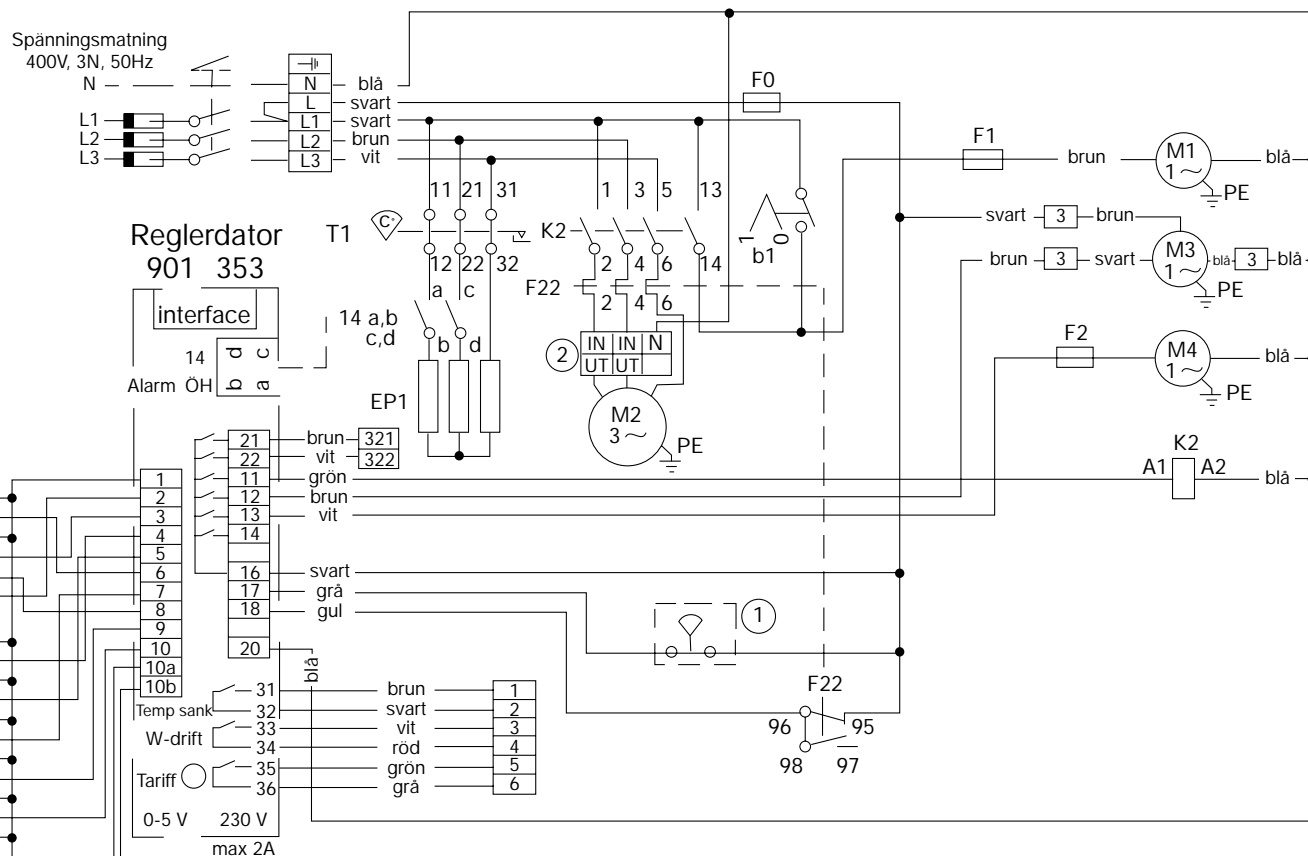 Spänningsmatning
400V, 3N, 50Hz
N
L1
L2
L3
N
L
L1
L2
L3
blå
svart
svart
brun
vit
F0
F1
brun
M1
1~
blå
PE
11 21 31
T1
C°
12 22 32
a c
b d
14 a,b
c,d
EP1
1 3 5 13
K2
2 4 6 14
F22
2 4 6
1 0
b1
2
IN IN N
UT UT
M2
3~
PE
svart 3 brun
brun 3 svart
M3
1~
blå 3 blå
PE
F2
M4
1~
blå
PE
K2
A1 A2
blå
Reglerdator
901 353
interface
14
Alarm ÖH
d c
b a
21 brun 321
22 vit 322
11 grön
12 brun
13 vit
14
16 svart
17 grå
18 gul
20
blå
1
2
3
4
5
6
7
8
9
10
10a
10b
1
F22
96 95
98 97
Temp sänk
31 brun 1
32 svart 2
W-drift
33 vit 3
34 röd 4
Tariff
35 grön 5
36 grå 6
0-5 V 230 V
max 2A